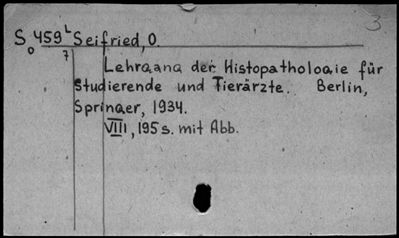 3
S 459 L Seifried, O.
o 7
Lehrgang der Histopathologie für
Studierende und Tierärzte. Berlin,
Springer, 1934.
VIII, 195 s. mit Abb.